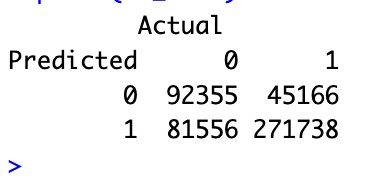 Actual
Predicted 0 1
0 92355 45166
1 81556 271738
>